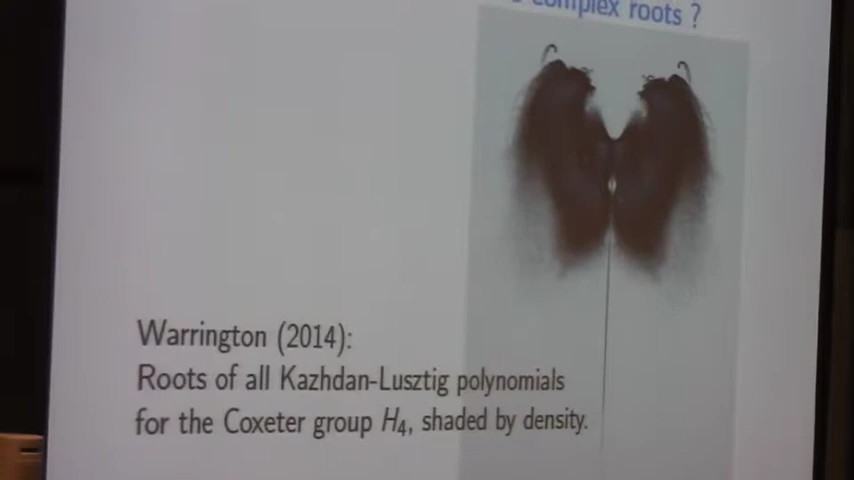 complex roots ?
Warrington (2014):
Roots of all Kazhdan-Lusztig polynomials
for the Coxeter group H₄, shaded by density.